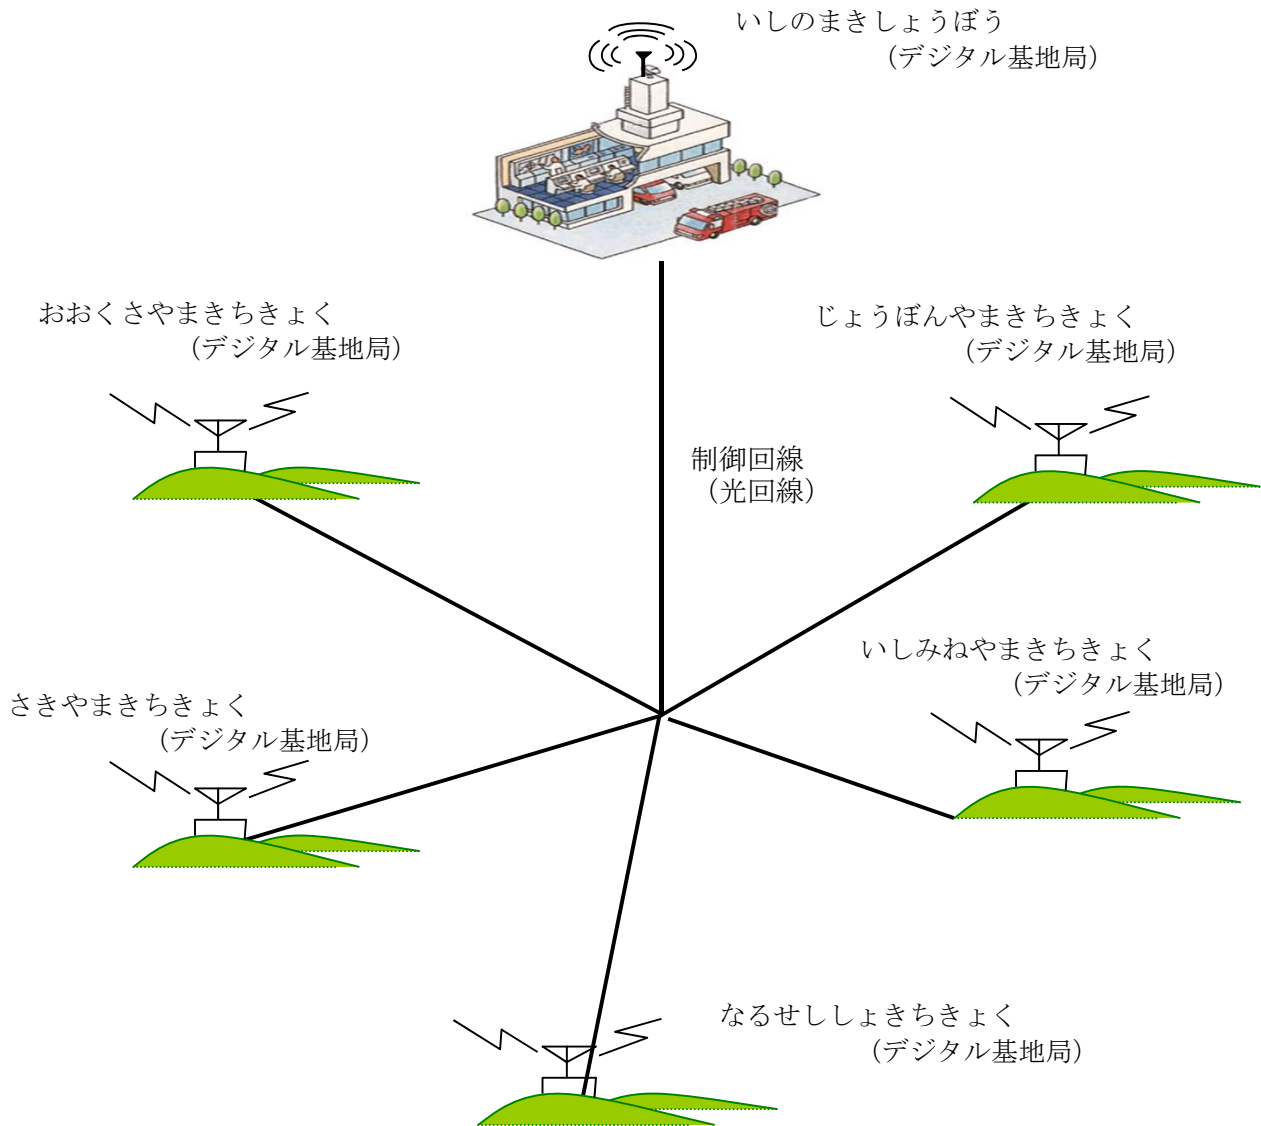 いしのまきしょうぼう
（デジタル基地局）
おおくさやまきちきょく
（デジタル基地局）
じょうぼんやまきちきょく
（デジタル基地局）
制御回線
（光回線）
いしみねやまきちきょく
（デジタル基地局）
さきやまきちきょく
（デジタル基地局）
なるせししょきちきょく
（デジタル基地局）